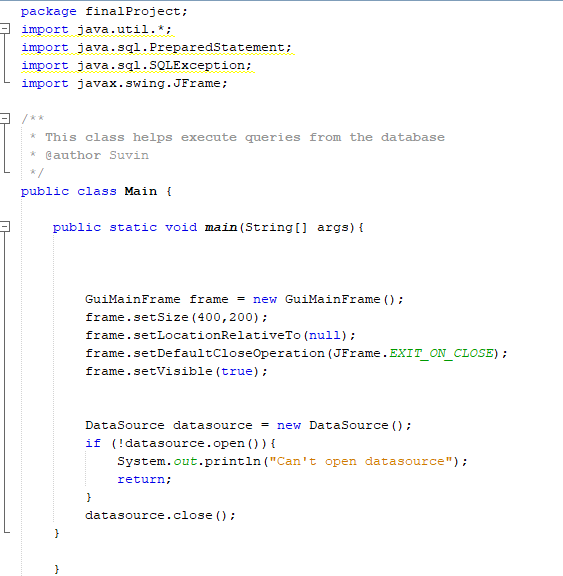 package finalProject;
import java.util.*;
import java.sql.PreparedStatement;
import java.sql.SQLException;
import javax.swing.JFrame;
/**
* This class helps execute queries from the database
* @author Suvin
*/
public class Main {
public static void main(String[] args){
GuiMainFrame frame = new GuiMainFrame();
frame.setSize(400,200);
frame.setLocationRelativeTo(null);
frame.setDefaultCloseOperation(JFrame.EXIT_ON_CLOSE);
frame.setVisible(true);
DataSource datasource = new DataSource();
if (!datasource.open()){
System.out.println("Can't open datasource");
return;
}
datasource.close();
}
}